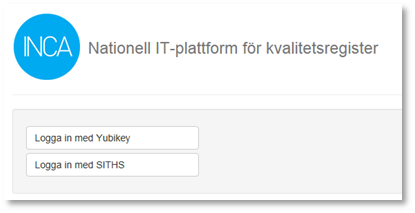 INCA
Nationell IT-plattform för kvalitetsregister
Logga in med Yubikey
Logga in med SITHS